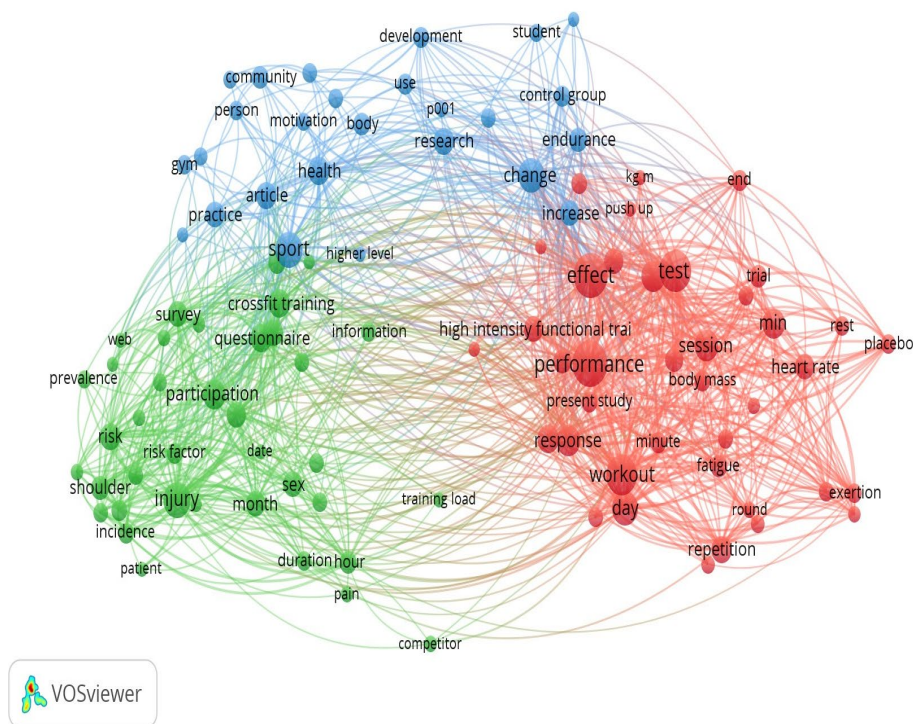 development
student
community
use
control group
person
p001
motivation
body
research
endurance
gym
health
change
kg m
end
article
push up
practice
increase
sport
higher level
effect
test
trial
crossfit training
survey
information
high intensity functional trai
min
rest
web
questionnaire
session
placebo
performance
heart rate
prevalence
body mass
participation
present study
risk
response
minute
risk factor
date
fatigue
shoulder
sex
workout
injury
month
training load
day
exertion
round
incidence
repetition
patient
duration
hour
pain
competitor
VOSviewer